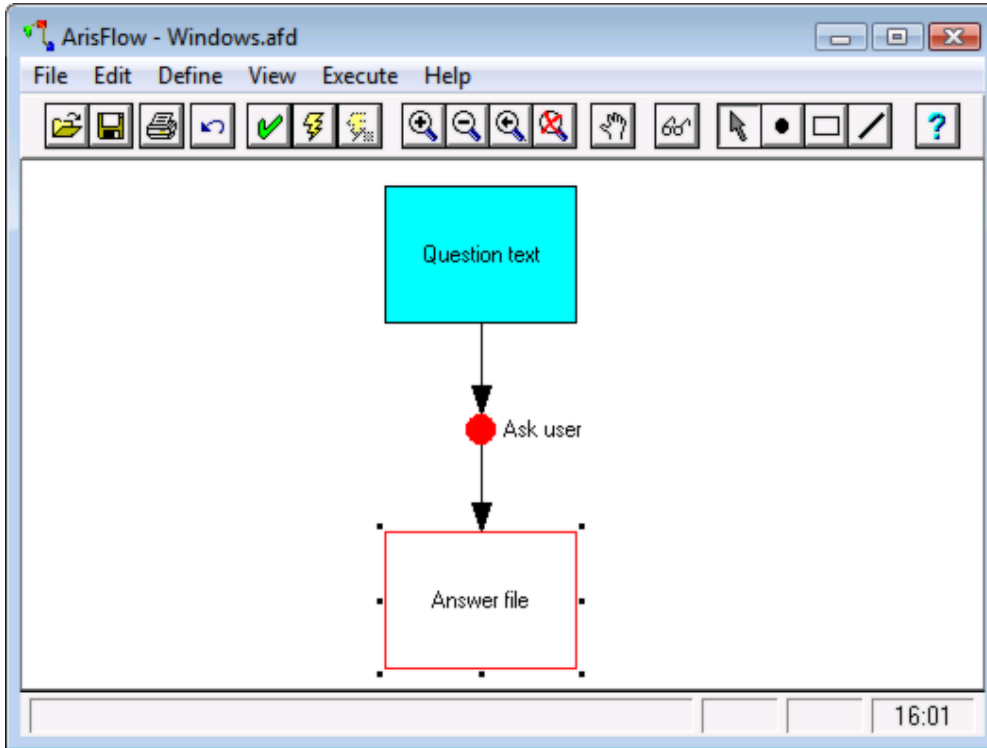 ArisFlow - Windows.afd
File Edit Define View Execute Help
?
Question text
Ask user
Answer file
16:01